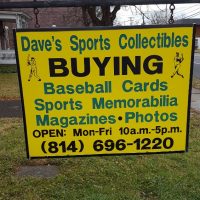 Dave's Sports Collectibles
BUYING
Baseball Cards
Sports Memorabilia
Magazines • Photos
OPEN: Mon-Fri 10a.m.-5p.m.
(814) 696-1220